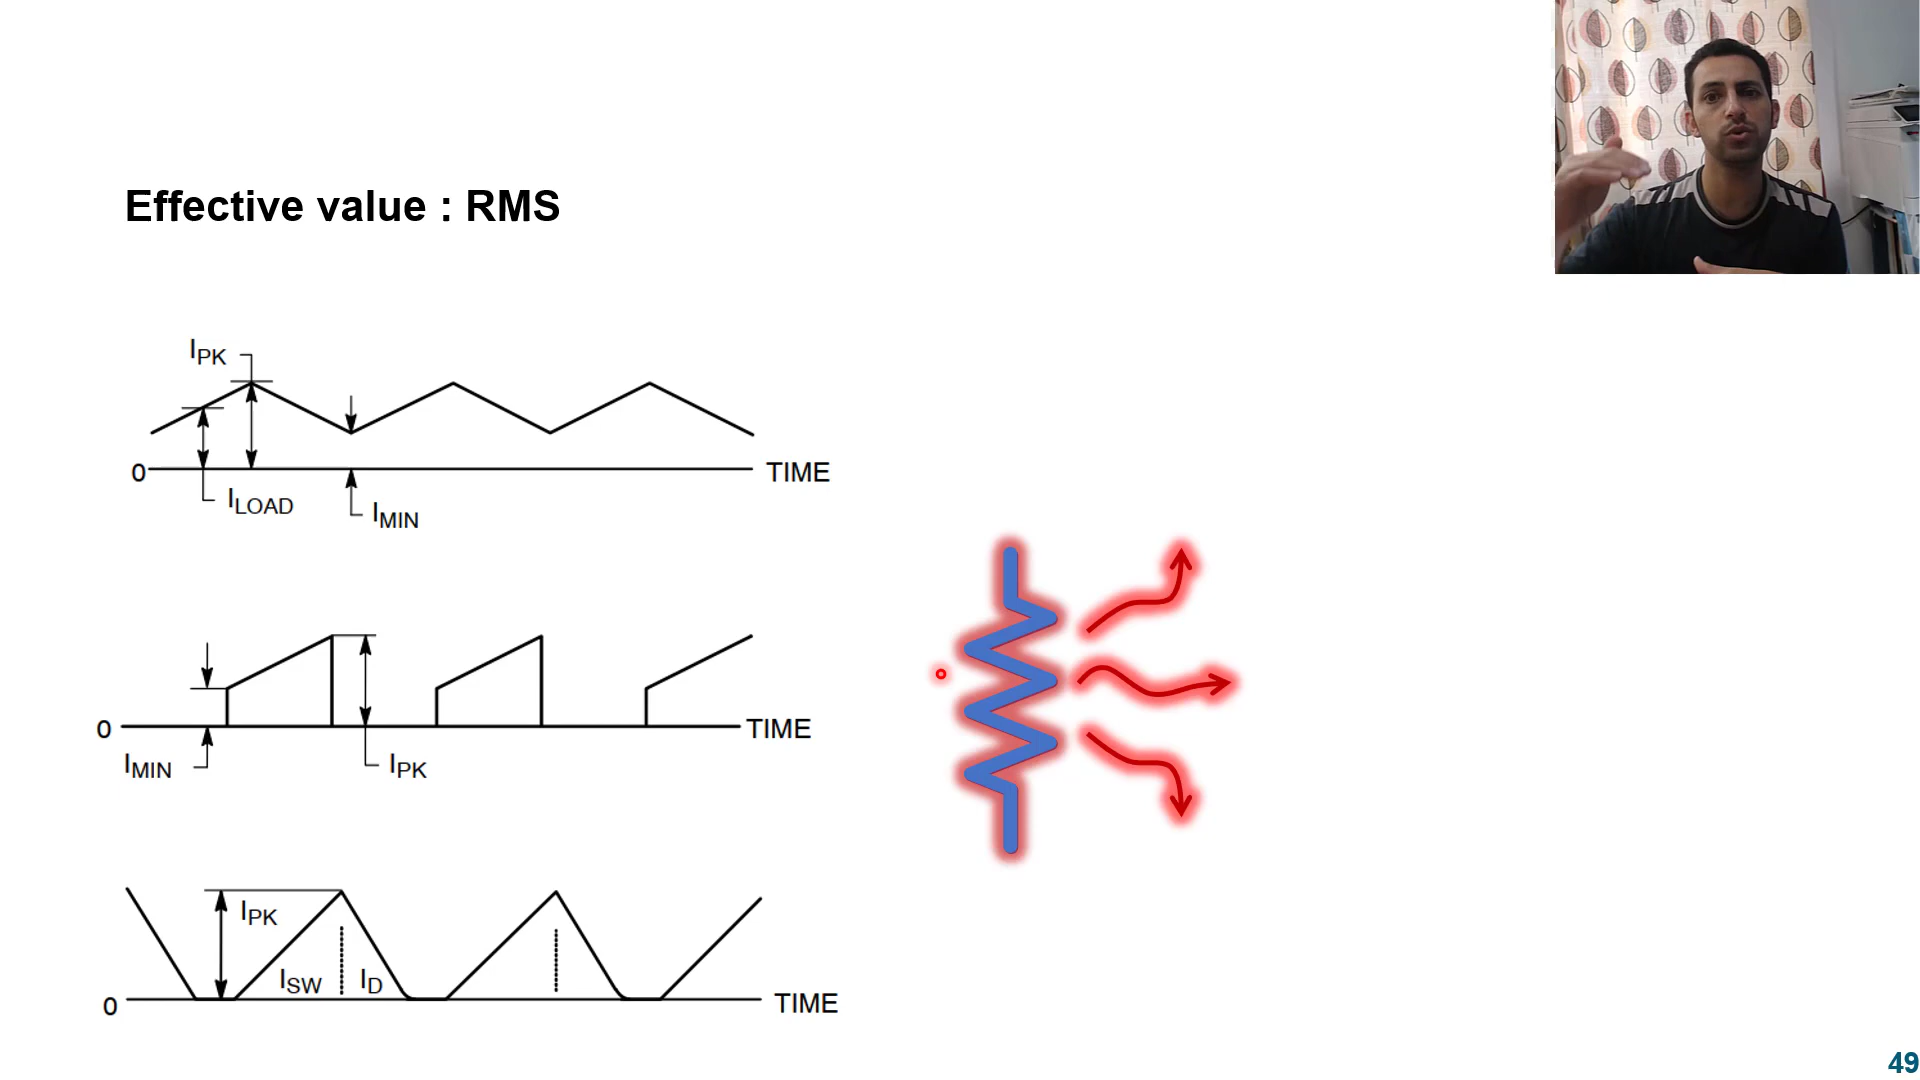 Effective value : RMS
I_PK
0
TIME
I_LOAD
I_MIN
0
TIME
I_MIN
I_PK
I_PK
I_SW
I_D
0
TIME
49